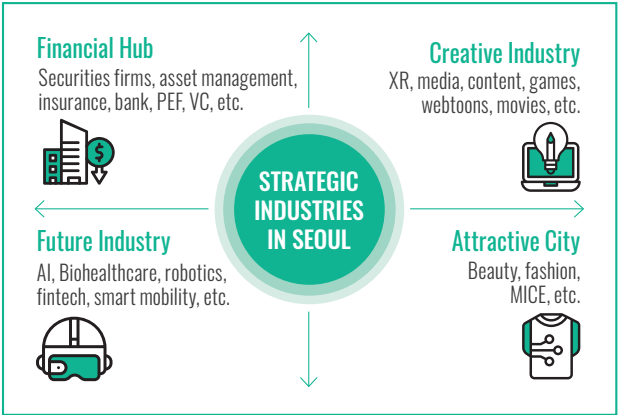 Financial Hub
Securities firms, asset management,
insurance, bank, PEF, VC, etc.
$
Creative Industry
XR, media, content, games,
webtoons, movies, etc.
STRATEGIC
INDUSTRIES
IN SEOUL
Future Industry
AI, Biohealthcare, robotics,
fintech, smart mobility, etc.
Attractive City
Beauty, fashion,
MICE, etc.